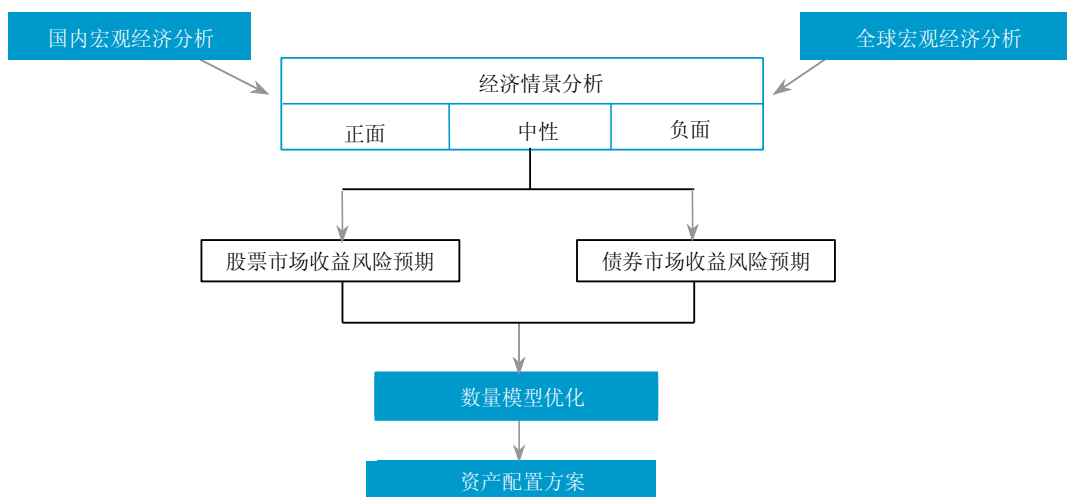 国内宏观经济分析
全球宏观经济分析
经济情景分析
正面
中性
负面
股票市场收益风险预期
债券市场收益风险预期
数量模型优化
资产配置方案